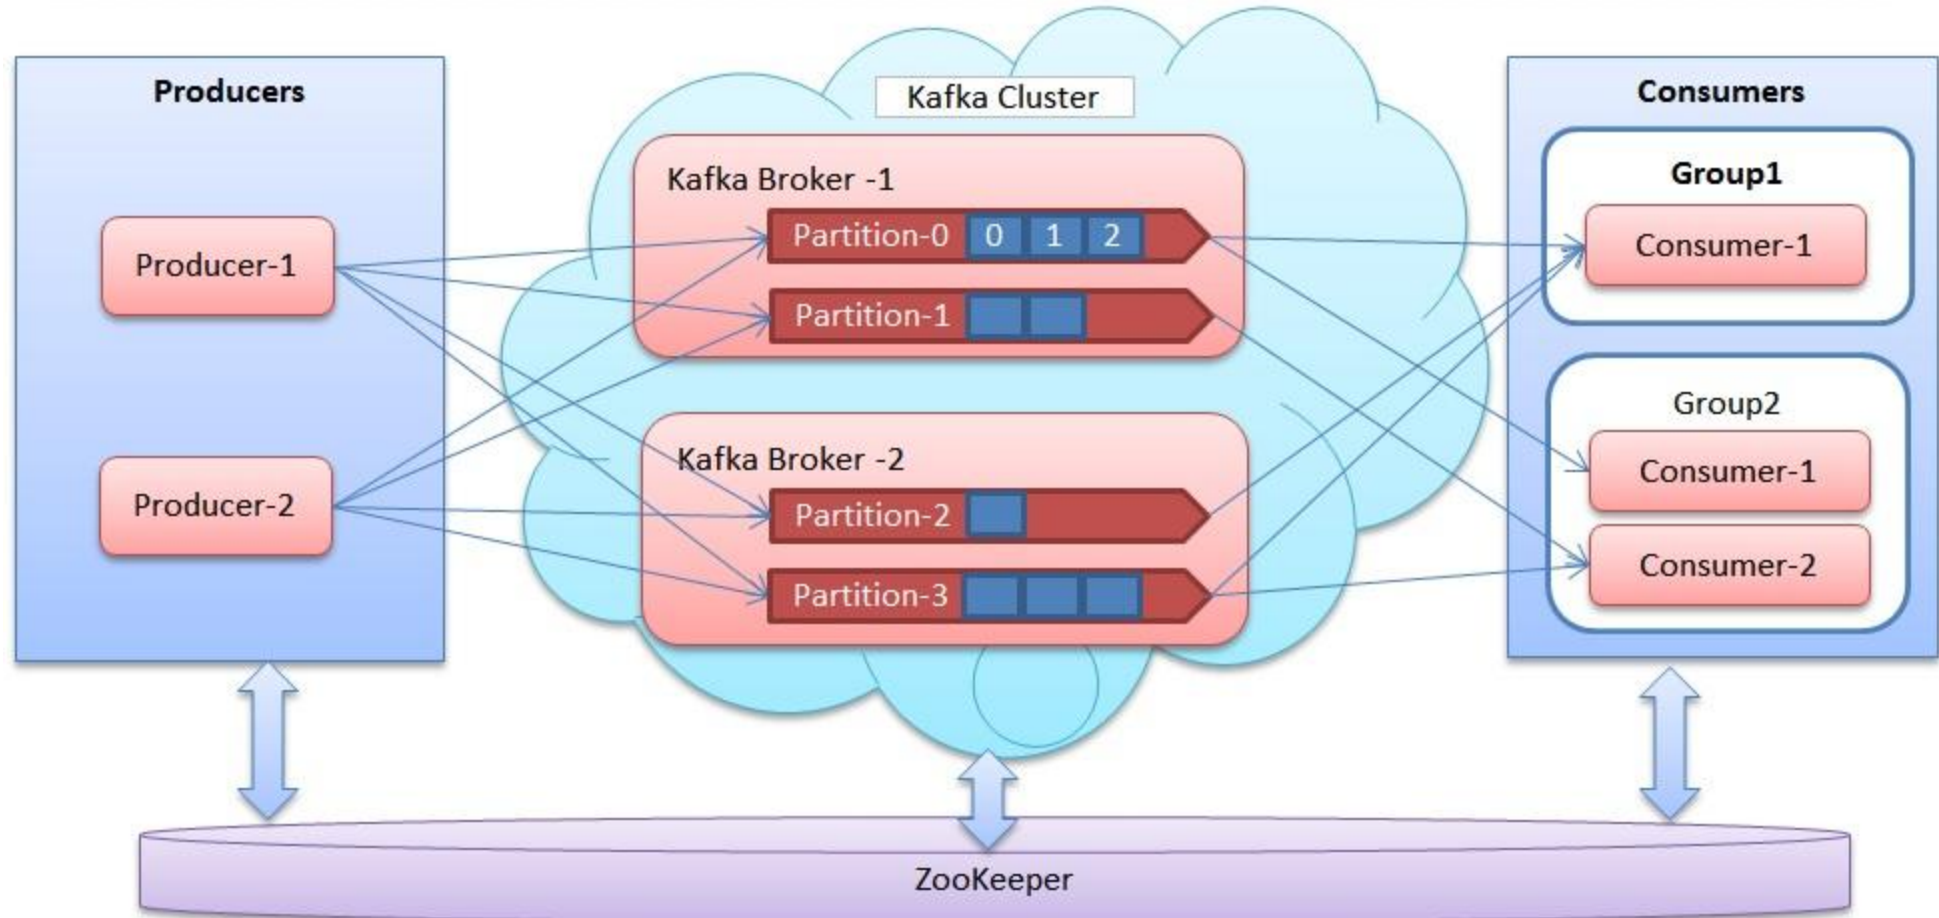 Producers
Producer-1
Producer-2
Kafka Cluster
Kafka Broker -1
Partition-0 0 1 2
Partition-1
Kafka Broker -2
Partition-2
Partition-3
Consumers
Group1
Consumer-1
Group2
Consumer-1
Consumer-2
ZooKeeper